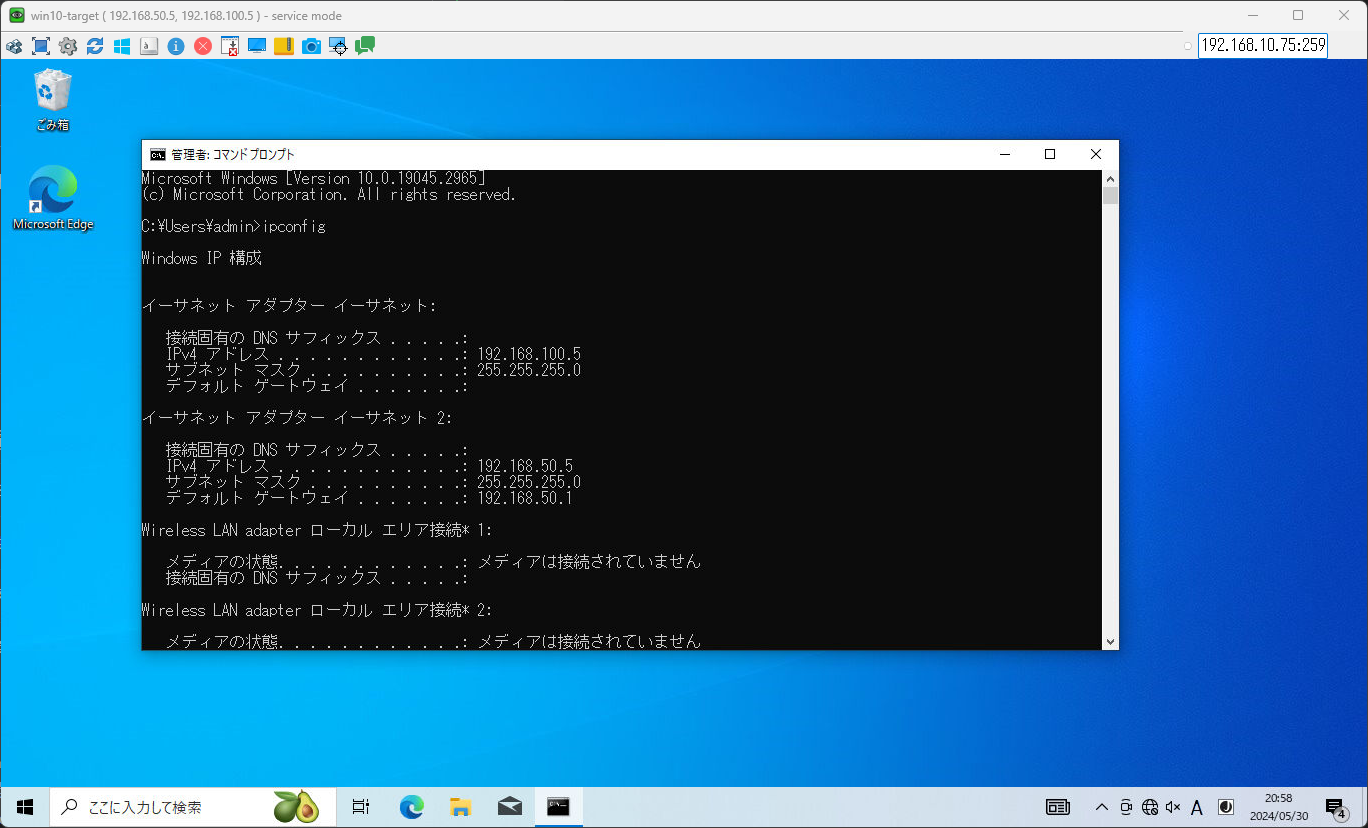 win10-target ( 192.168.50.5, 192.168.100.5 ) - service mode
192.168.10.75:259
ごみ箱
Microsoft Edge
管理者: コマンド プロンプト
Microsoft Windows [Version 10.0.19045.2965]
(c) Microsoft Corporation. All rights reserved.
C:¥Users¥admin>ipconfig
Windows IP 構成
イーサネット アダプター イーサネット:
接続固有の DNS サフィックス . . . . .:
IPv4 アドレス . . . . . . . . . . . .: 192.168.100.5
サブネット マスク . . . . . . . . . .: 255.255.255.0
デフォルト ゲートウェイ . . . . . . .:
イーサネット アダプター イーサネット 2:
接続固有の DNS サフィックス . . . . .:
IPv4 アドレス . . . . . . . . . . . .: 192.168.50.5
サブネット マスク . . . . . . . . . .: 255.255.255.0
デフォルト ゲートウェイ . . . . . . .: 192.168.50.1
Wireless LAN adapter ローカル エリア接続* 1:
メディアの状態. . . . . . . . . . . .: メディアは接続されていません
接続固有の DNS サフィックス . . . . .:
Wireless LAN adapter ローカル エリア接続* 2:
メディアの状態. . . . . . . . . . . .: メディアは接続されていません
ここに入力して検索
A
20:58
2024/05/30
4